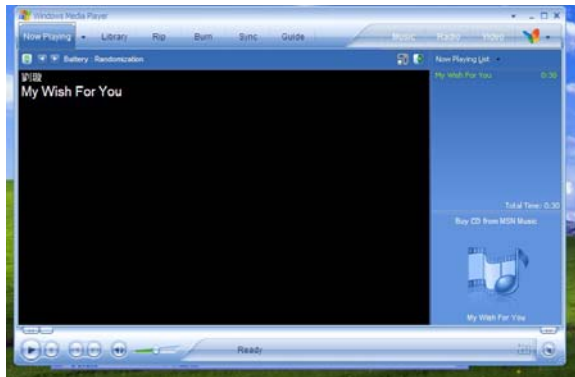 Windows Media Player
Now Playing Library Rip Burn Sync Guide Music Radio Video
Battery: Randomization
Now Playing List
My Wish For You
My Wish For You 0:30
Total Time: 0:30
Buy CD from MSN Music
My Wish For You
Ready